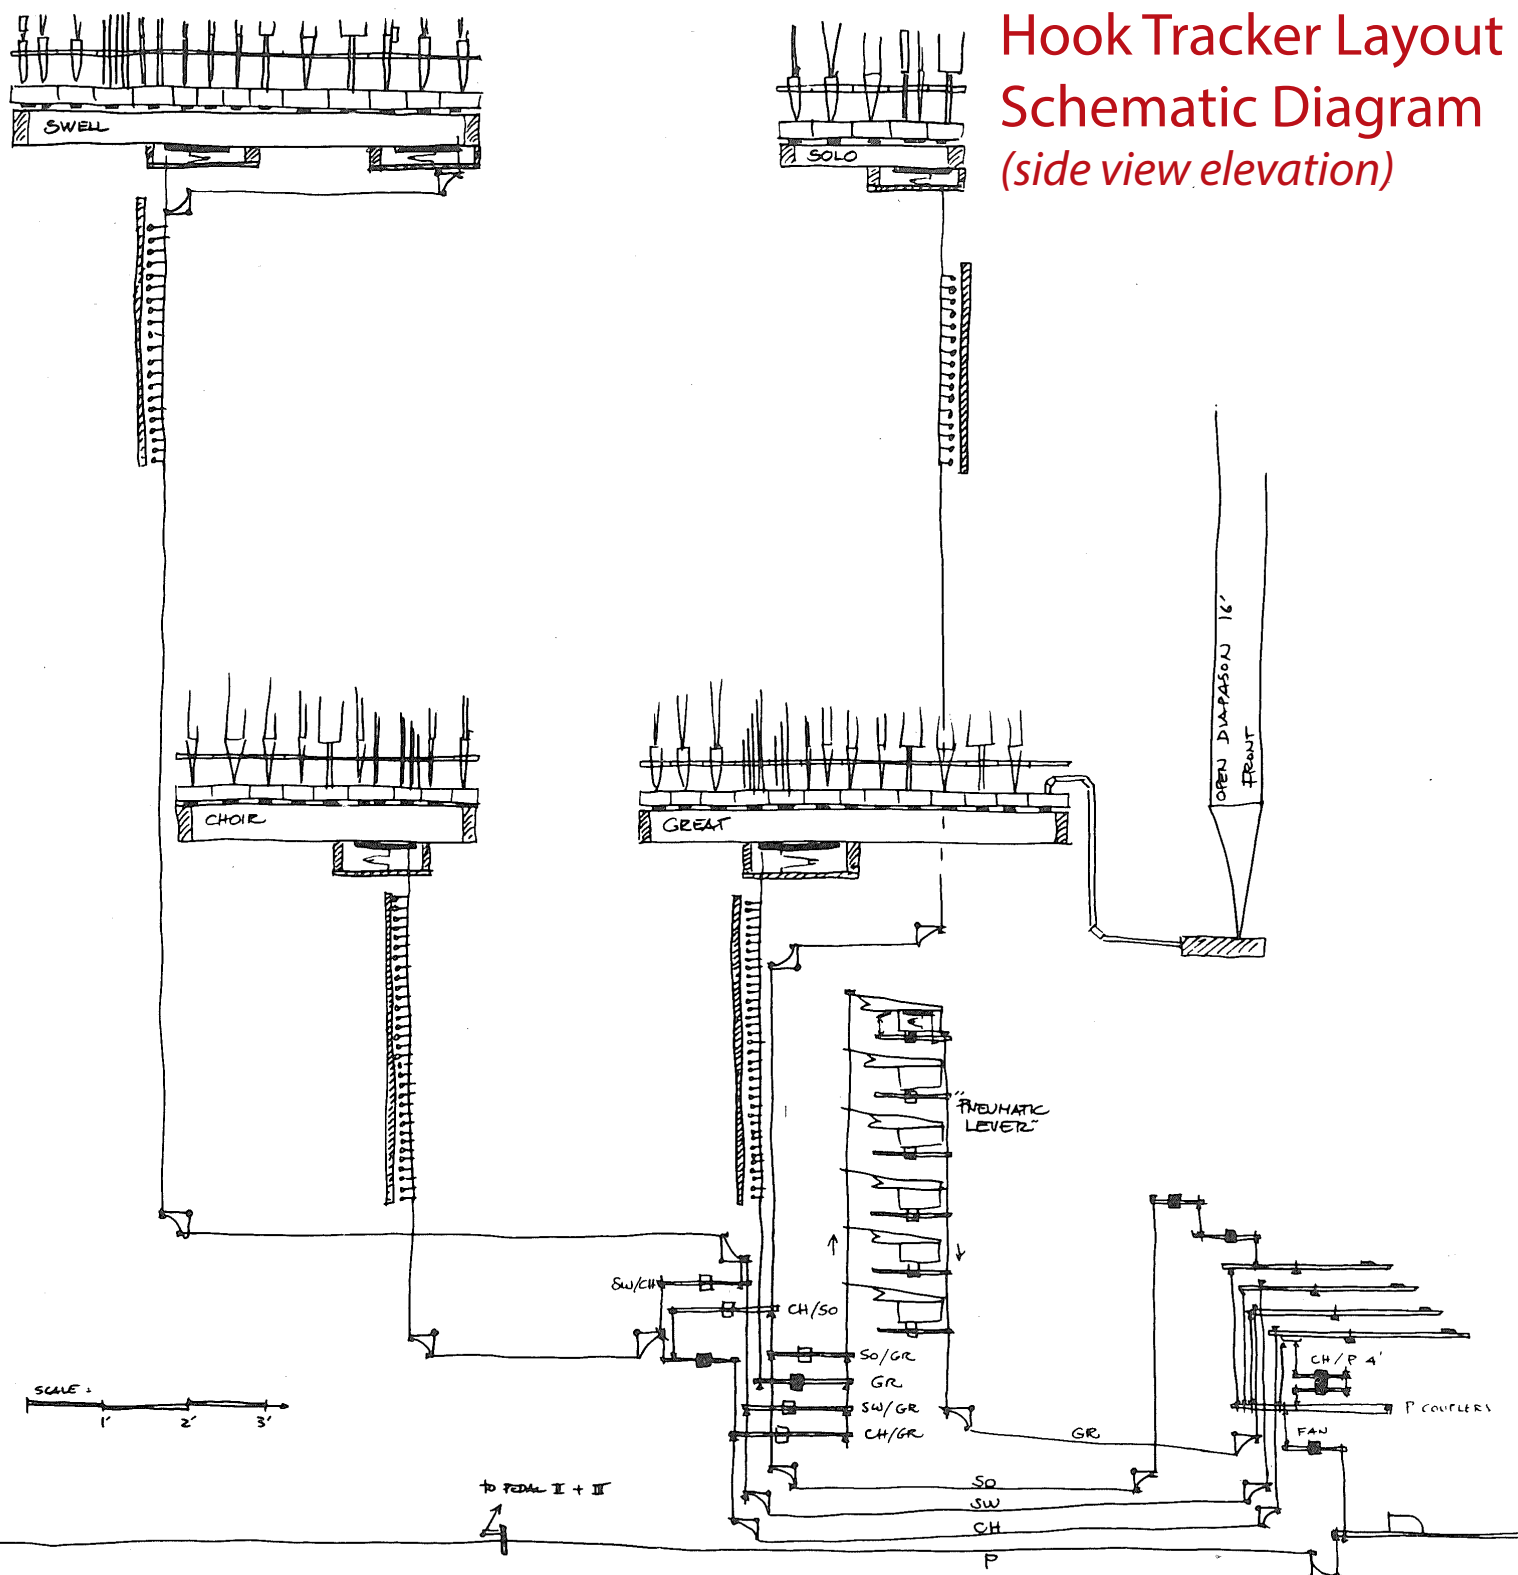 Hook Tracker Layout
Schematic Diagram
(side view elevation)
SWELL
SOLO
OPEN DIAPASON 16'
FRONT
CHOIR
GREAT
"PNEUMATIC
LEVER"
SW/CH
CH/SO
SO/GR
GR
SW/GR
CH/GR
CH/P 4'
P COUPLERS
FAN
GR
SCALE:
1' 2' 3'
SO
SW
CH
P
to PEDAL II + III